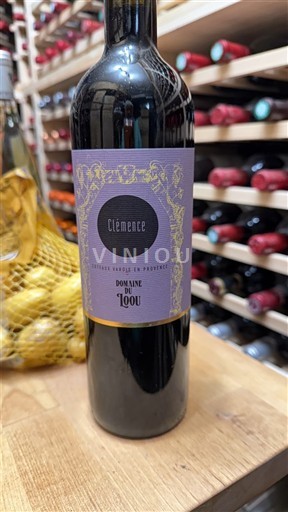 Clémence
VINIOU
COTEAUX VAROIS EN PROVENCE
DOMAINE
DU
LOOU